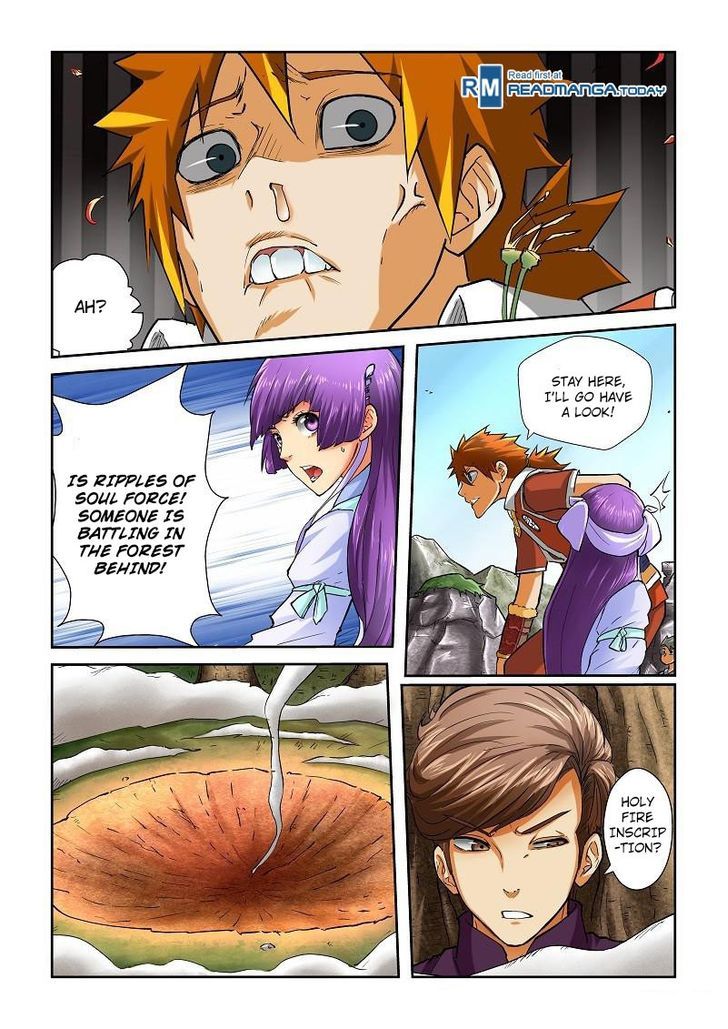 RM
Read first at
READMANGA.TODAY
AH?
IS RIPPLES OF
SOUL FORCE!
SOMEONE IS
BATTLING IN
THE FOREST
BEHIND!
STAY HERE,
I'LL GO HAVE
A LOOK!
HOLY
FIRE
INSCRIP
-TION?